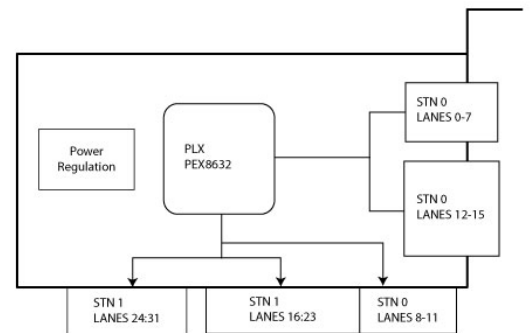 STN 0
LANES 0-7
PLX
PEX8632
Power
Regulation
STN 0
LANES 12-15
STN 1
LANES 24:31
STN 1
LANES 16:23
STN 0
LANES 8-11